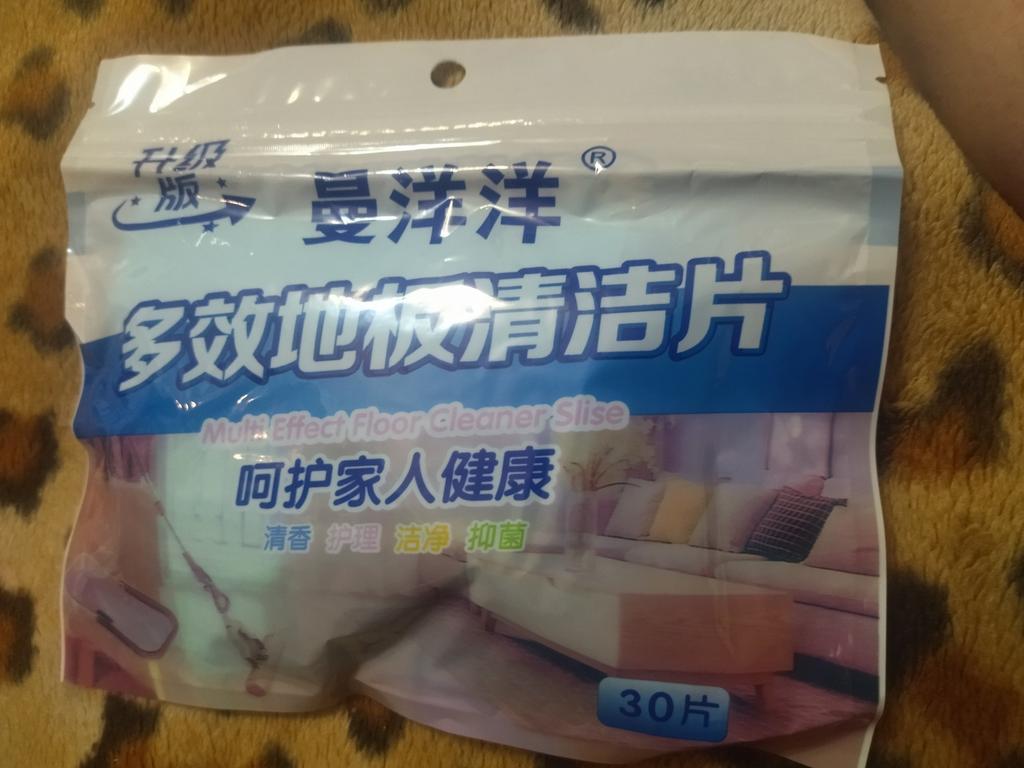 升级
版
曼洋洋®
多效地板清洁片
Multi Effect Floor Cleaner Slise
呵护家人健康
清香 护理 洁净 抑菌
30片